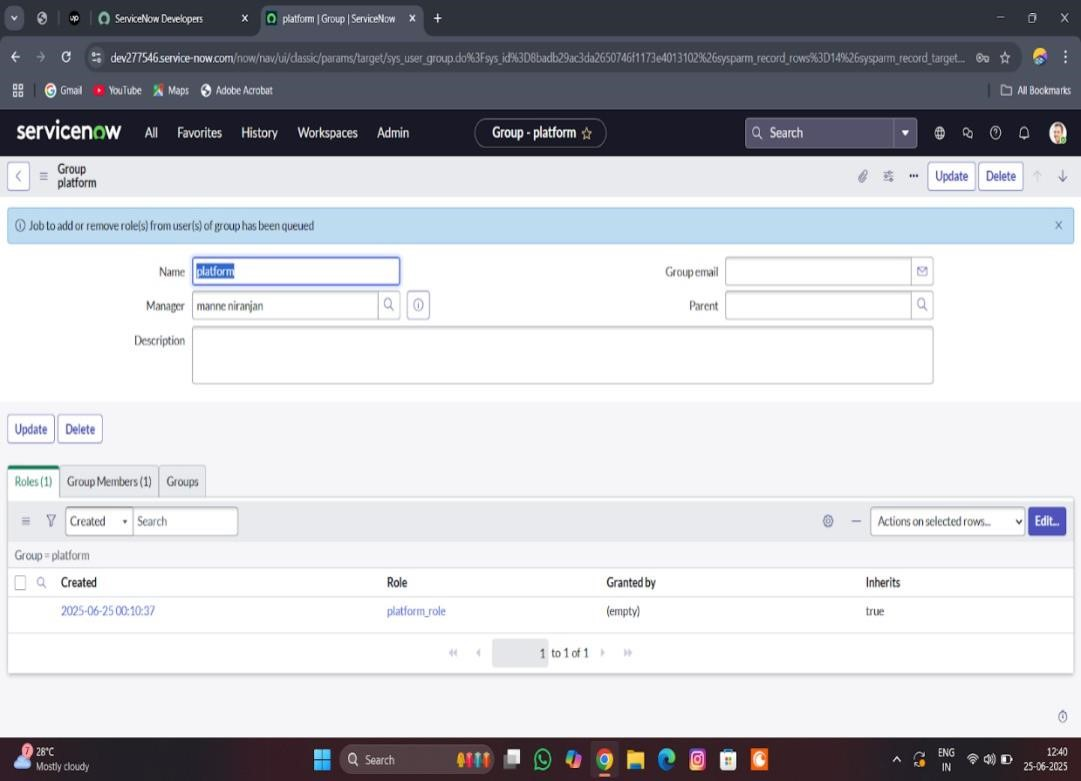 ServiceNow Developers
platform | Group | ServiceNow
dev277546.service-now.com/now/nav/ui/classic/params/target/sys_user_group.do%3Fsys_id%3D8badb29ac3da2650746f1173e4013102%26sysparm_record_rows%3D14%26sysparm_record_target...
Gmail YouTube Maps Adobe Acrobat All Bookmarks
servicenow All Favorites History Workspaces Admin Group - platform Search
Group
platform
Update Delete
Job to add or remove role(s) from user(s) of group has been queued
Name platform Group email
Manager manne niranjan Parent
Description
Update Delete
Roles (1) Group Members (1) Groups
Created Search Actions on selected rows... Edit...
Group = platform
Created Role Granted by Inherits
2025-06-25 00:10:37 platform_role (empty) true
1 to 1 of 1
7 28°C
Mostly cloudy
Search
ENG
IN
12:40
25-06-2025